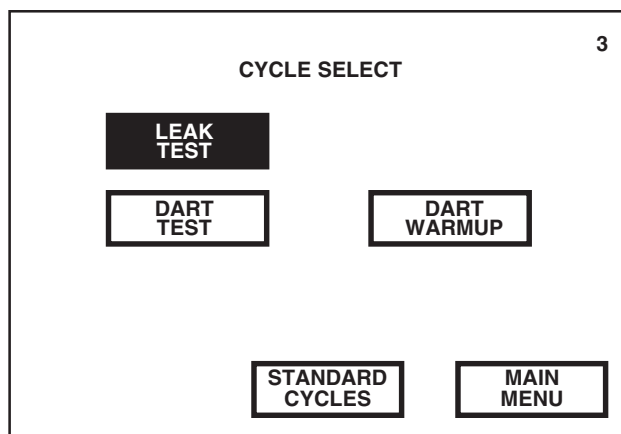 3
CYCLE SELECT
LEAK
TEST
DART
TEST
DART
WARMUP
STANDARD
CYCLES
MAIN
MENU